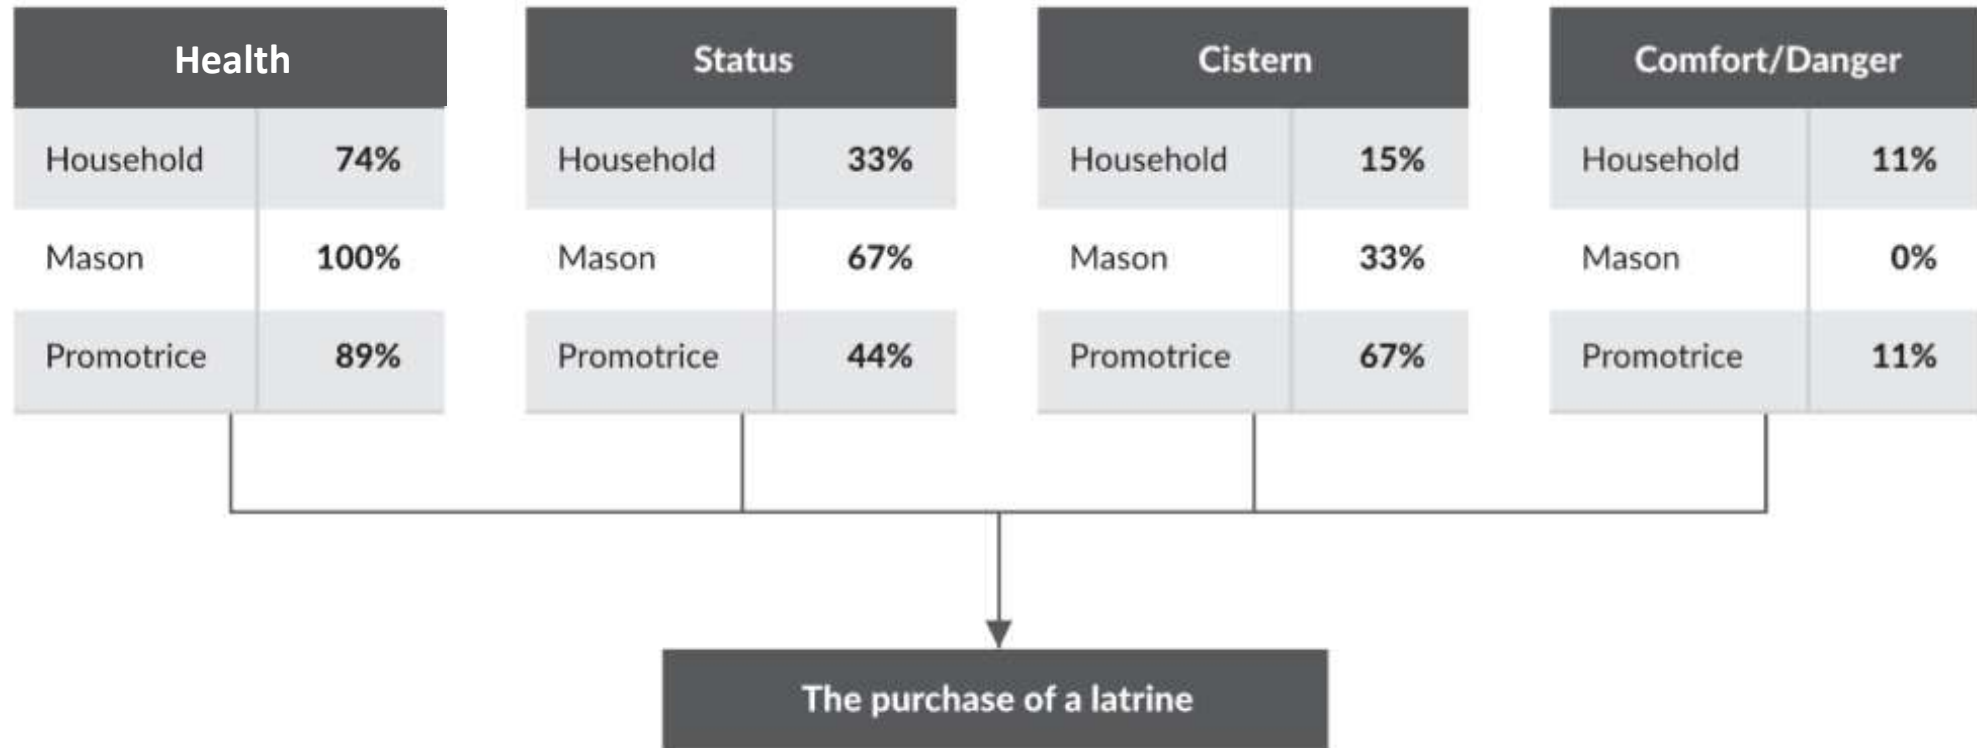 Health
Household 74%
Mason 100%
Promotrice 89%
Status
Household 33%
Mason 67%
Promotrice 44%
Cistern
Household 15%
Mason 33%
Promotrice 67%
Comfort/Danger
Household 11%
Mason 0%
Promotrice 11%
The purchase of a latrine